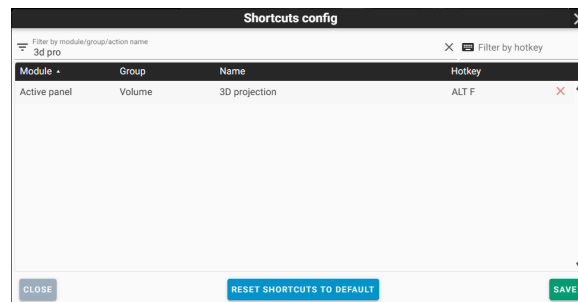 Shortcuts config
Filter by module/group/action name
3d pro
Filter by hotkey
Module Group Name Hotkey
Active panel Volume 3D projection ALT F
CLOSE RESET SHORTCUTS TO DEFAULT SAVE